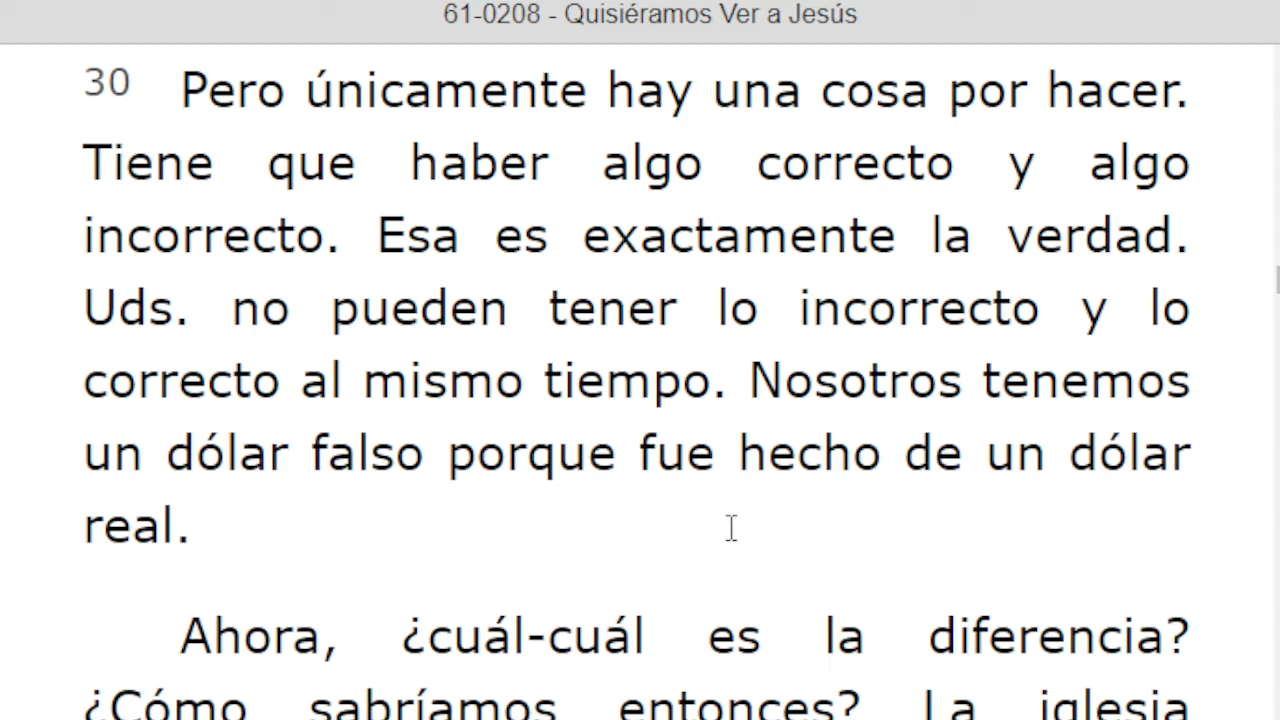 61-0208 - Quisiéramos Ver a Jesús
30 Pero únicamente hay una cosa por hacer.
Tiene que haber algo correcto y algo
incorrecto. Esa es exactamente la verdad.
Uds. no pueden tener lo incorrecto y lo
correcto al mismo tiempo. Nosotros tenemos
un dólar falso porque fue hecho de un dólar
real.
Ahora, ¿cuál-cuál es la diferencia?
¿Cómo sabríamos entonces? La iglesia